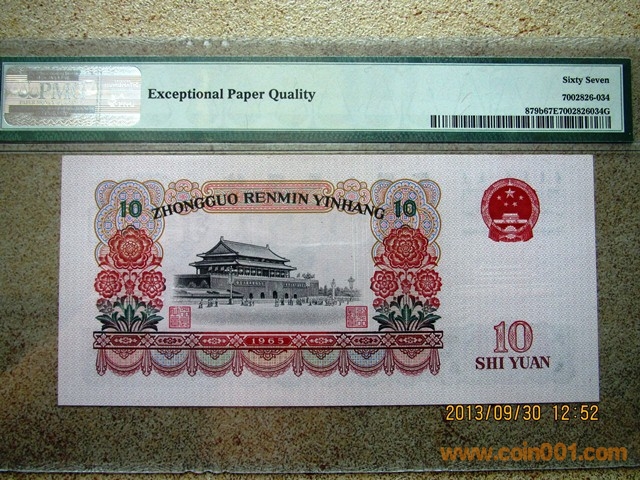 PMG
Exceptional Paper Quality
Sixty Seven
7002826-034
879b67E7002826034G
10 ZHONGGUO RENMIN YINHANG 10
1965
10
SHI YUAN
2013/09/30 12:52
www.coin001.com